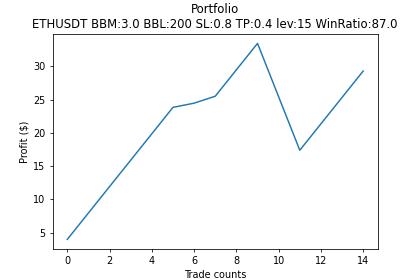 Portfolio
ETHUSDT BBM:3.0 BBL:200 SL:0.8 TP:0.4 lev:15 WinRatio:87.0
30
25
20
15
10
5
Profit ($)
0 2 4 6 8 10 12 14
Trade counts